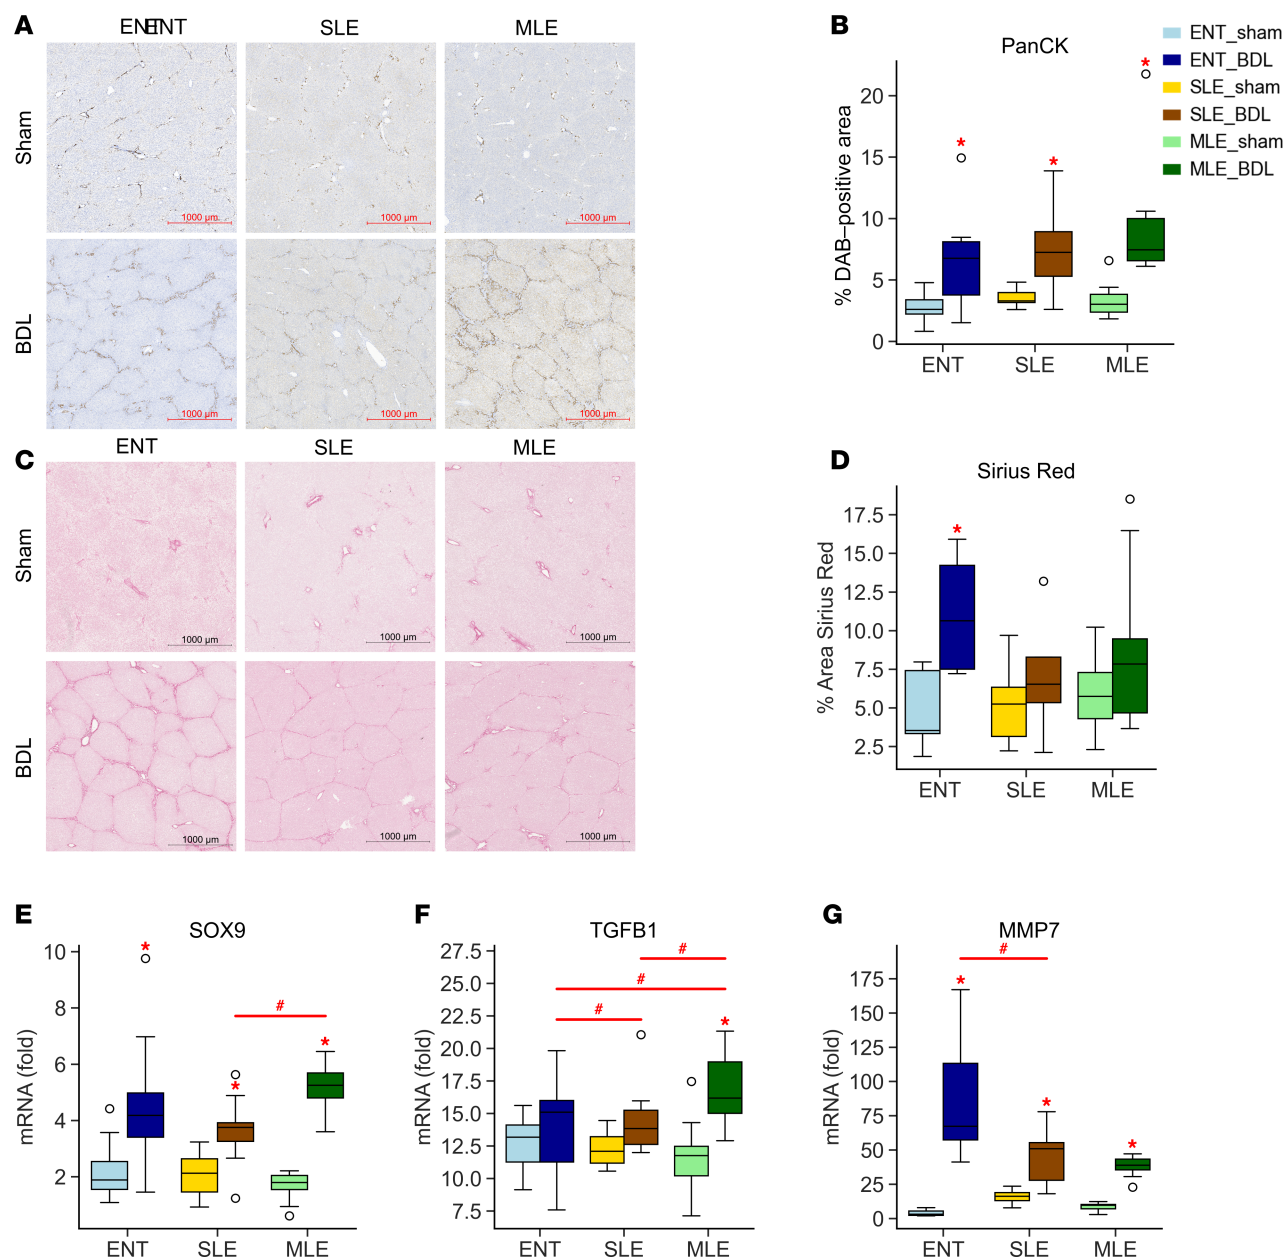 A
ENT
ENT
SLE
MLE
Sham
1000 µm
1000 µm
1000 µm
BDL
1000 µm
1000 µm
1000 µm
B
PanCK
% DAB–positive area
20
15
10
5
0
*
*
*
ENT
SLE
MLE
ENT_sham
ENT_BDL
SLE_sham
SLE_BDL
MLE_sham
MLE_BDL
C
ENT
SLE
MLE
Sham
1000 µm
1000 µm
1000 µm
BDL
1000 µm
1000 µm
1000 µm
D
Sirius Red
% Area Sirius Red
17.5
15.0
12.5
10.0
7.5
5.0
2.5
*
ENT
SLE
MLE
E
SOX9
mRNA (fold)
10
8
6
4
2
*
*
#
*
ENT
SLE
MLE
F
TGFB1
mRNA (fold)
27.5
25.0
22.5
20.0
17.5
15.0
12.5
10.0
7.5
#
#
#
*
ENT
SLE
MLE
G
MMP7
mRNA (fold)
175
150
125
100
75
50
25
0
#
*
*
*
ENT
SLE
MLE